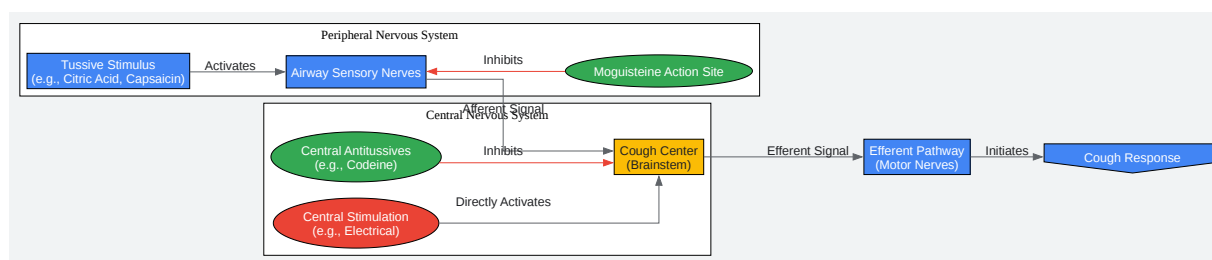 Peripheral Nervous System
Tussive Stimulus
(e.g., Citric Acid, Capsaicin)
Activates
Airway Sensory Nerves
Inhibits
Moguisteine Action Site
Afferent Signal
Central Nervous System
Central Antitussives
(e.g., Codeine)
Inhibits
Cough Center
(Brainstem)
Efferent Signal
Efferent Pathway
(Motor Nerves)
Initiates
Cough Response
Central Stimulation
(e.g., Electrical)
Directly Activates